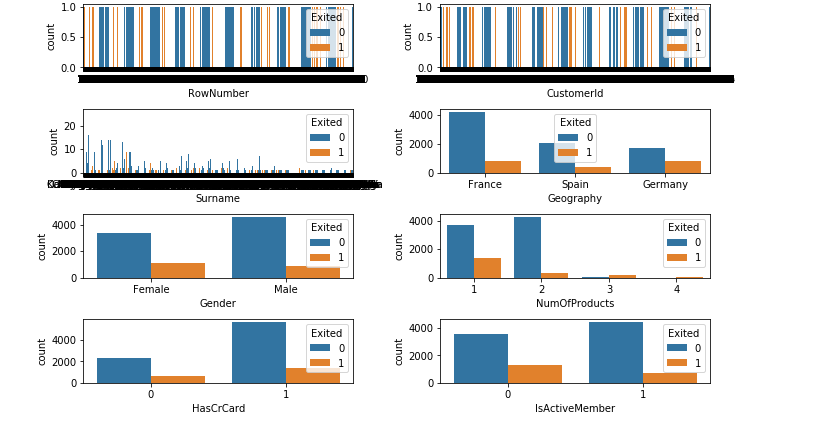 1.0
0.5
0.0
count
Exited
0
1
RowNumber
1.0
0.5
0.0
count
Exited
0
1
CustomerId
20
10
0
count
Exited
0
1
Surname
4000
2000
0
count
Exited
0
1
France Spain Germany
Geography
4000
2000
0
count
Exited
0
1
Female Male
Gender
4000
2000
0
count
Exited
0
1
1 2 3 4
NumOfProducts
4000
2000
0
count
Exited
0
1
0 1
HasCrCard
4000
2000
0
count
Exited
0
1
0 1
IsActiveMember